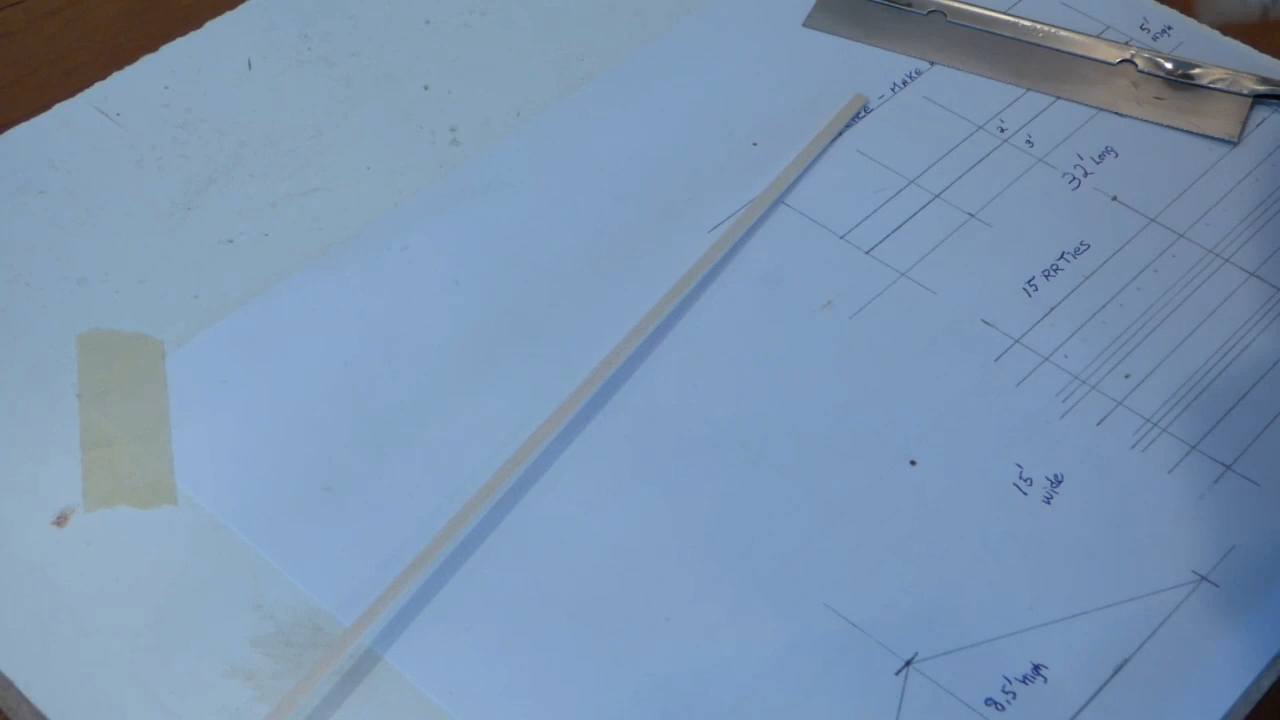 5' high
- MAKE
2'
3'
32' Long
15 RR Ties
15'
wide
8.5' high